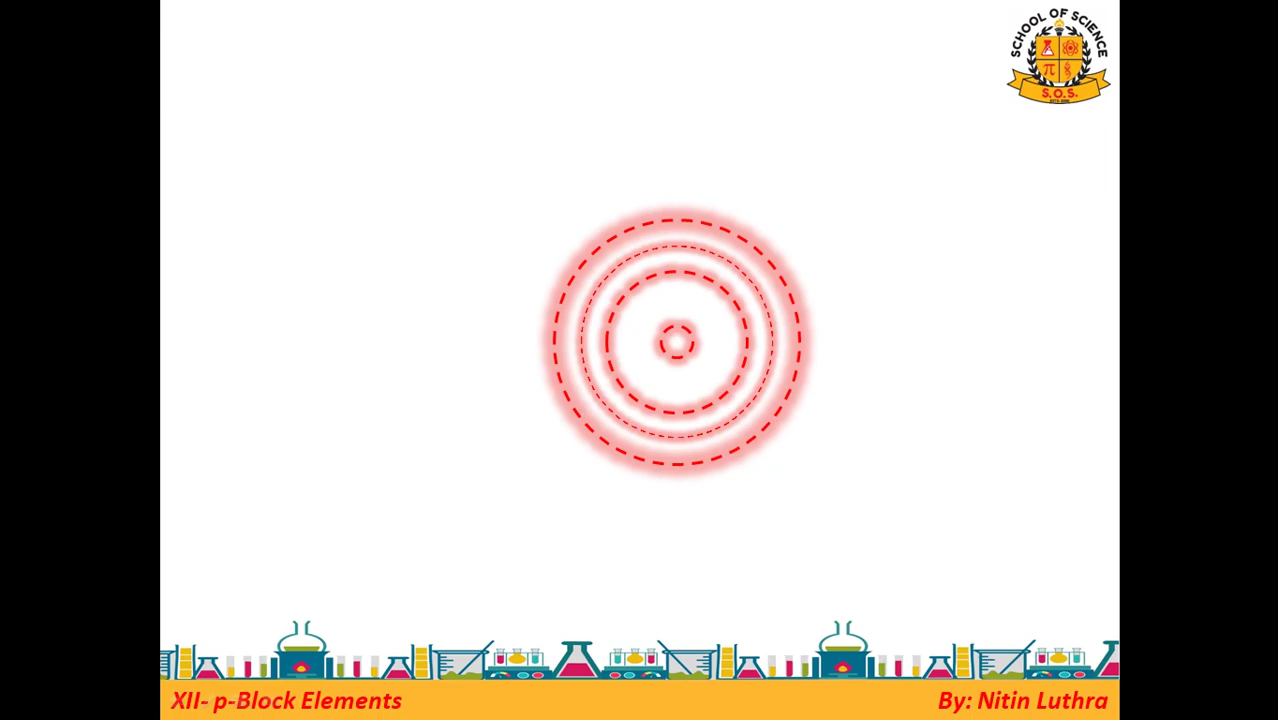 SCHOOL OF SCIENCE
π
S.O.S.
XII- p-Block Elements
By: Nitin Luthra